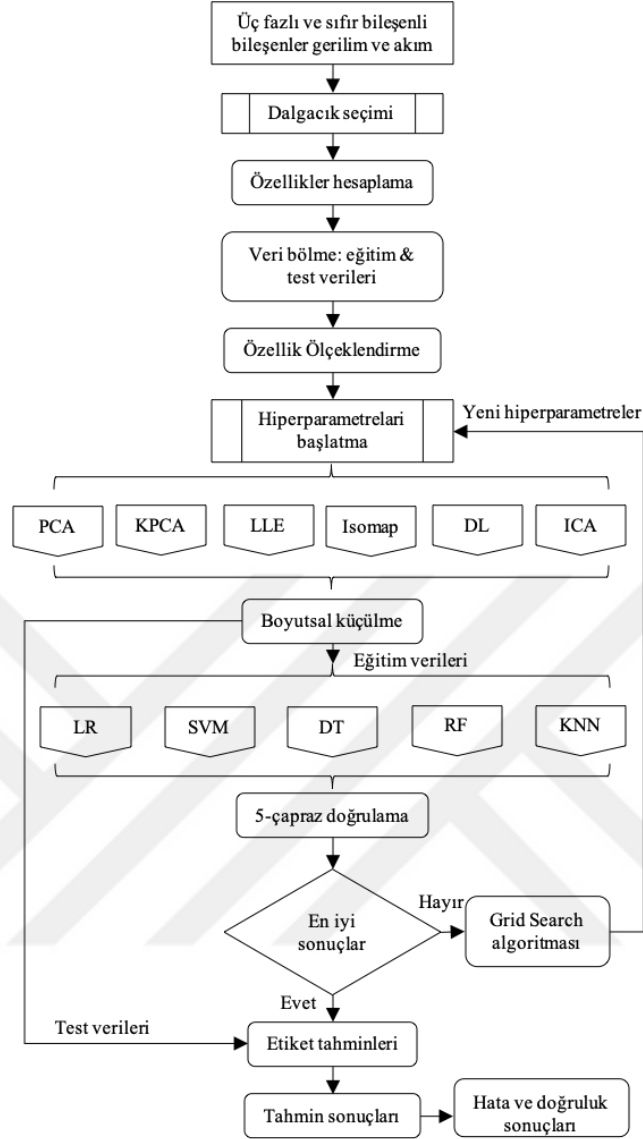 Üç fazlı ve sıfır bileşenli
bileşenler gerilim ve akım
Dalgacık seçimi
Özellikler hesaplama
Veri bölme: eğitim &
test verileri
Özellik Ölçeklendirme
Hiperparametrelari
başlatma
Yeni hiperparametreler
PCA
KPCA
LLE
Isomap
DL
ICA
Boyutsal küçülme
Eğitim verileri
LR
SVM
DT
RF
KNN
5-çapraz doğrulama
En iyi
sonuçlar
Hayır
Grid Search
algoritması
Evet
Test verileri
Etiket tahminleri
Tahmin sonuçları
Hata ve doğruluk
sonuçları